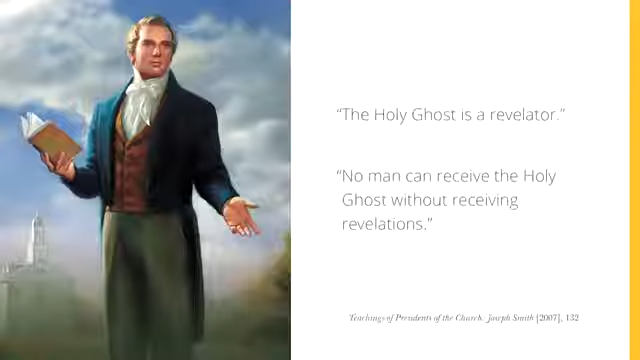 “The Holy Ghost is a revelator.”
“No man can receive the Holy
Ghost without receiving
revelations.”
Teachings of Presidents of the Church: Joseph Smith [2007], 132